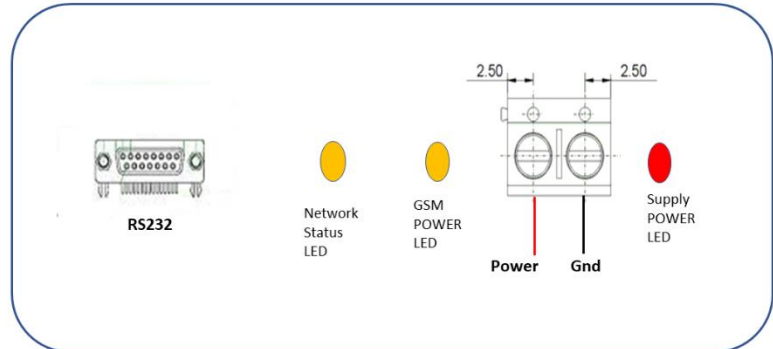 2.50
2.50
RS232
Network
Status
LED
GSM
POWER
LED
Power
Gnd
Supply
POWER
LED